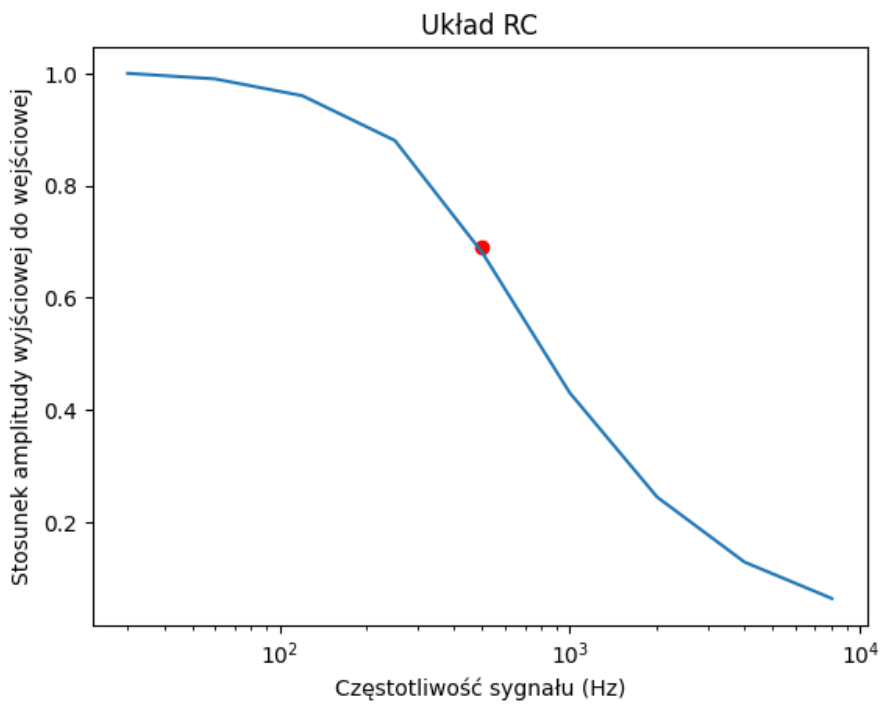 Układ RC
Stosunek amplitudy wyjściowej do wejściowej
1.0
0.8
0.6
0.4
0.2
10²
10³
10⁴
Częstotliwość sygnału (Hz)